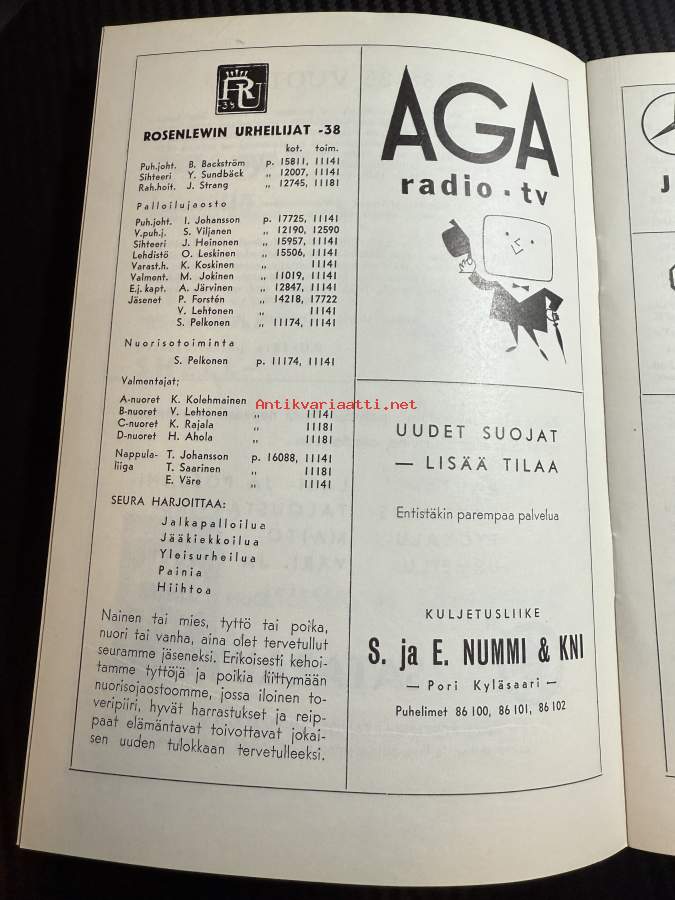 RU
38
ROSENLEWIN URHEILIJAT -38
kot. toim.
Puh.joht. B. Backström p. 15811, 11141
Sihteeri Y. Sundbäck „ 12007, 11141
Rah.hoit. J. Strang „ 12745, 11181
Palloilujaosto
Puh.joht. I. Johansson p. 17725, 11141
V.puh.j. S. Viljanen „ 12190, 12590
Sihteeri J. Heinonen „ 15957, 11141
Lehdistö O. Leskinen „ 15506, 11141
Varast.h. K. Koskinen „ 11141
Valment. M. Jokinen „ 11019, 11141
E.j. kapt. A. Järvinen „ 12847, 11141
Jäsenet P. Forstén „ 14218, 17722
V. Lehtonen „ 11141
S. Pelkonen „ 11174, 11141
Nuorisotoiminta
S. Pelkonen p. 11174, 11141
Valmentajat;
A-nuoret K. Kolehmainen
B-nuoret V. Lehtonen „ 11141
C-nuoret K. Rajala „ 11181
D-nuoret H. Ahola „ 11181
Nappula- T. Johansson p. 16088, 11141
liiga T. Saarinen „ 11181
E. Väre „ 11141
SEURA HARJOITTAA:
Jalkapalloilua
Jääkiekkoilua
Yleisurheilua
Painia
Hiihtoa
Nainen tai mies, tyttö tai poika,
nuori tai vanha, aina olet tervetullut
seuramme jäseneksi. Erikoisesti kehoi-
tamme tyttöjä ja poikia liittymään
nuorisojaostoomme, jossa iloinen to-
veripiiri, hyvät harrastukset ja reip-
paat elämäntavat toivottavat jokai-
sen uuden tulokkaan tervetulleeksi.
AGA
radio · tv
UUDET SUOJAT
— LISÄÄ TILAA
Entistäkin parempaa palvelua
KULJETUSLIIKE
S. ja E. NUMMI & KNI
— Pori Kyläsaari —
Puhelimet 86 100, 86 101, 86 102
Antikvariaatti.net
J